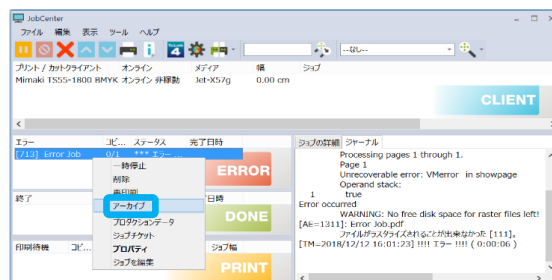 JobCenter
ファイル 編集 表示 ツール ヘルプ
--なし--
プリント / カットクライアント オンライン メディア 幅 ジョブ
Mimaki TS55-1800 BMYK オンライン 非稼動 Jet-X57g 0.00 cm
CLIENT
エラー コピ... ステータス 完了日時
[713] Error Job 0/1 *** エラー ...
ERROR
一時停止
削除
再印刷
アーカイブ
プロダクションデータ
ジョブチケット
プロパティ
ジョブを編集
終了 日時
DONE
印刷待機 コピ... ジョブ幅
PRINT
ジョブの詳細 ジャーナル
Processing pages 1 through 1.
Page 1
Unrecoverable error: VMerror in showpage
Operand stack:
1 true
Error occurred
WARNING: No free disk space for raster files left!
[AE=1311]: Error Job.pdf
ファイルがラスタライズされることが出来なかった [111]。
[TM=2018/12/12 16:01:23] !!!! エラー !!!! ( 0:00:06 )